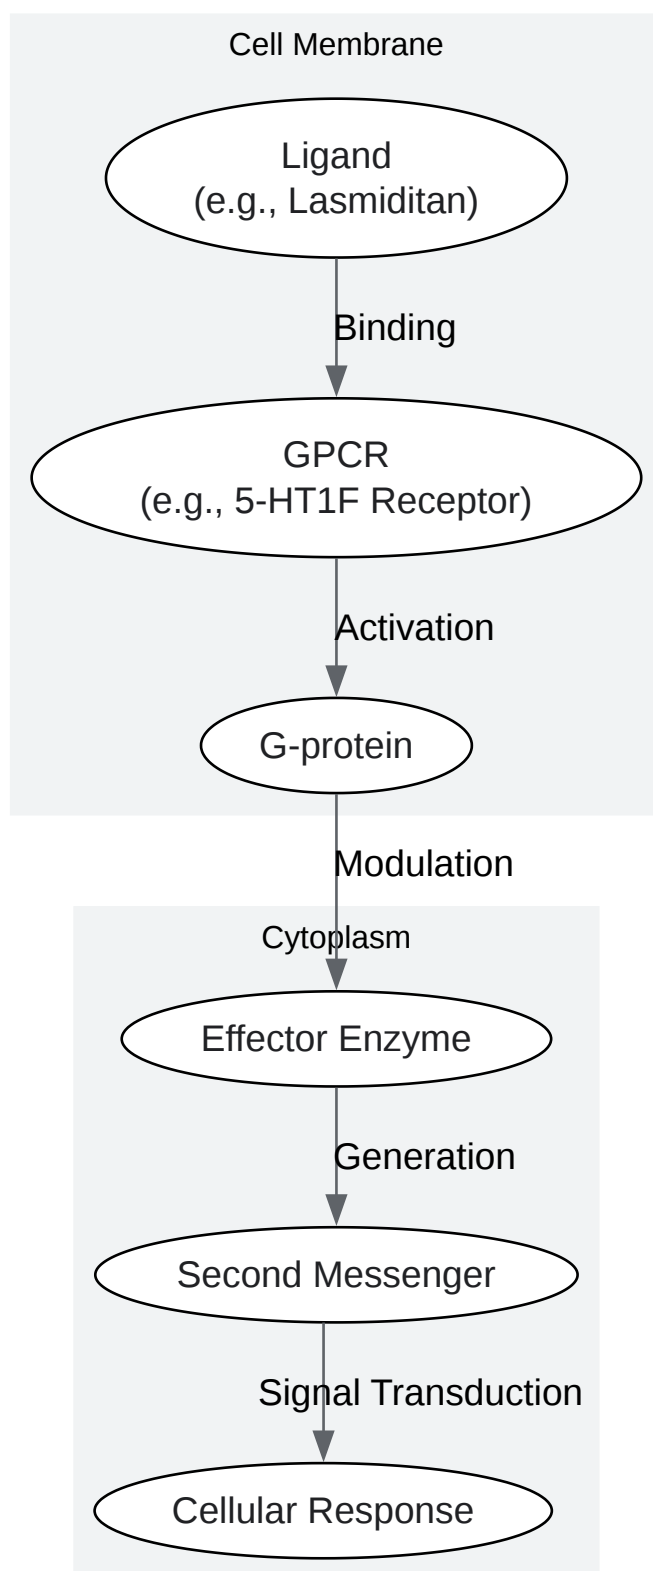 Cell Membrane
Ligand
(e.g., Lasmiditan)
Binding
GPCR
(e.g., 5-HT1F Receptor)
Activation
G-protein
Modulation
Cytoplasm
Effector Enzyme
Generation
Second Messenger
Signal Transduction
Cellular Response